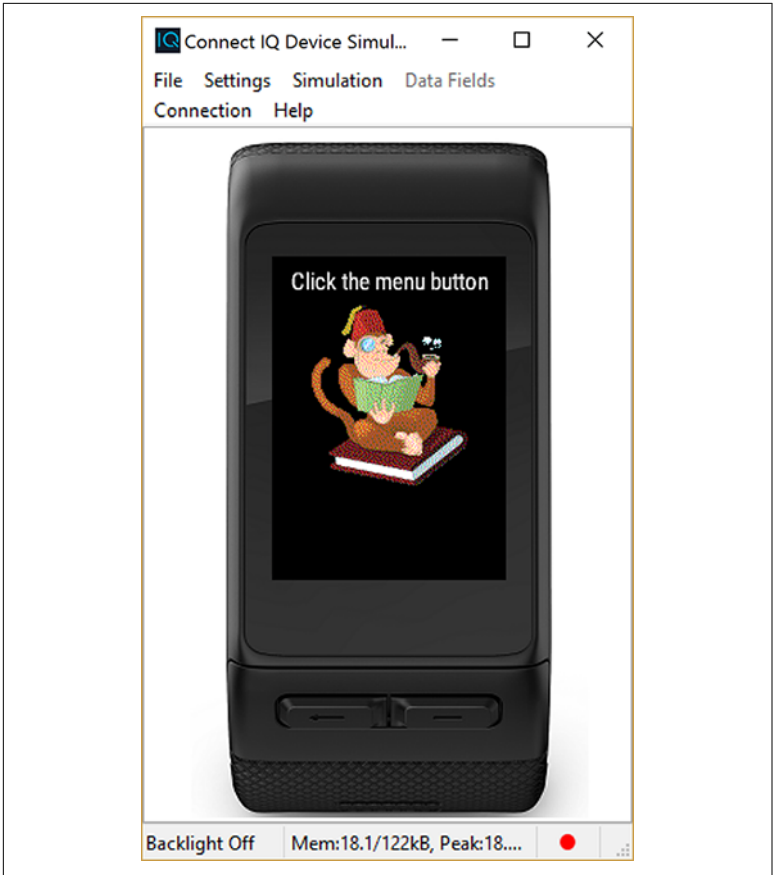 IQ Connect IQ Device Simul...
File Settings Simulation Data Fields
Connection Help
Click the menu button
Backlight Off Mem:18.1/122kB, Peak:18....